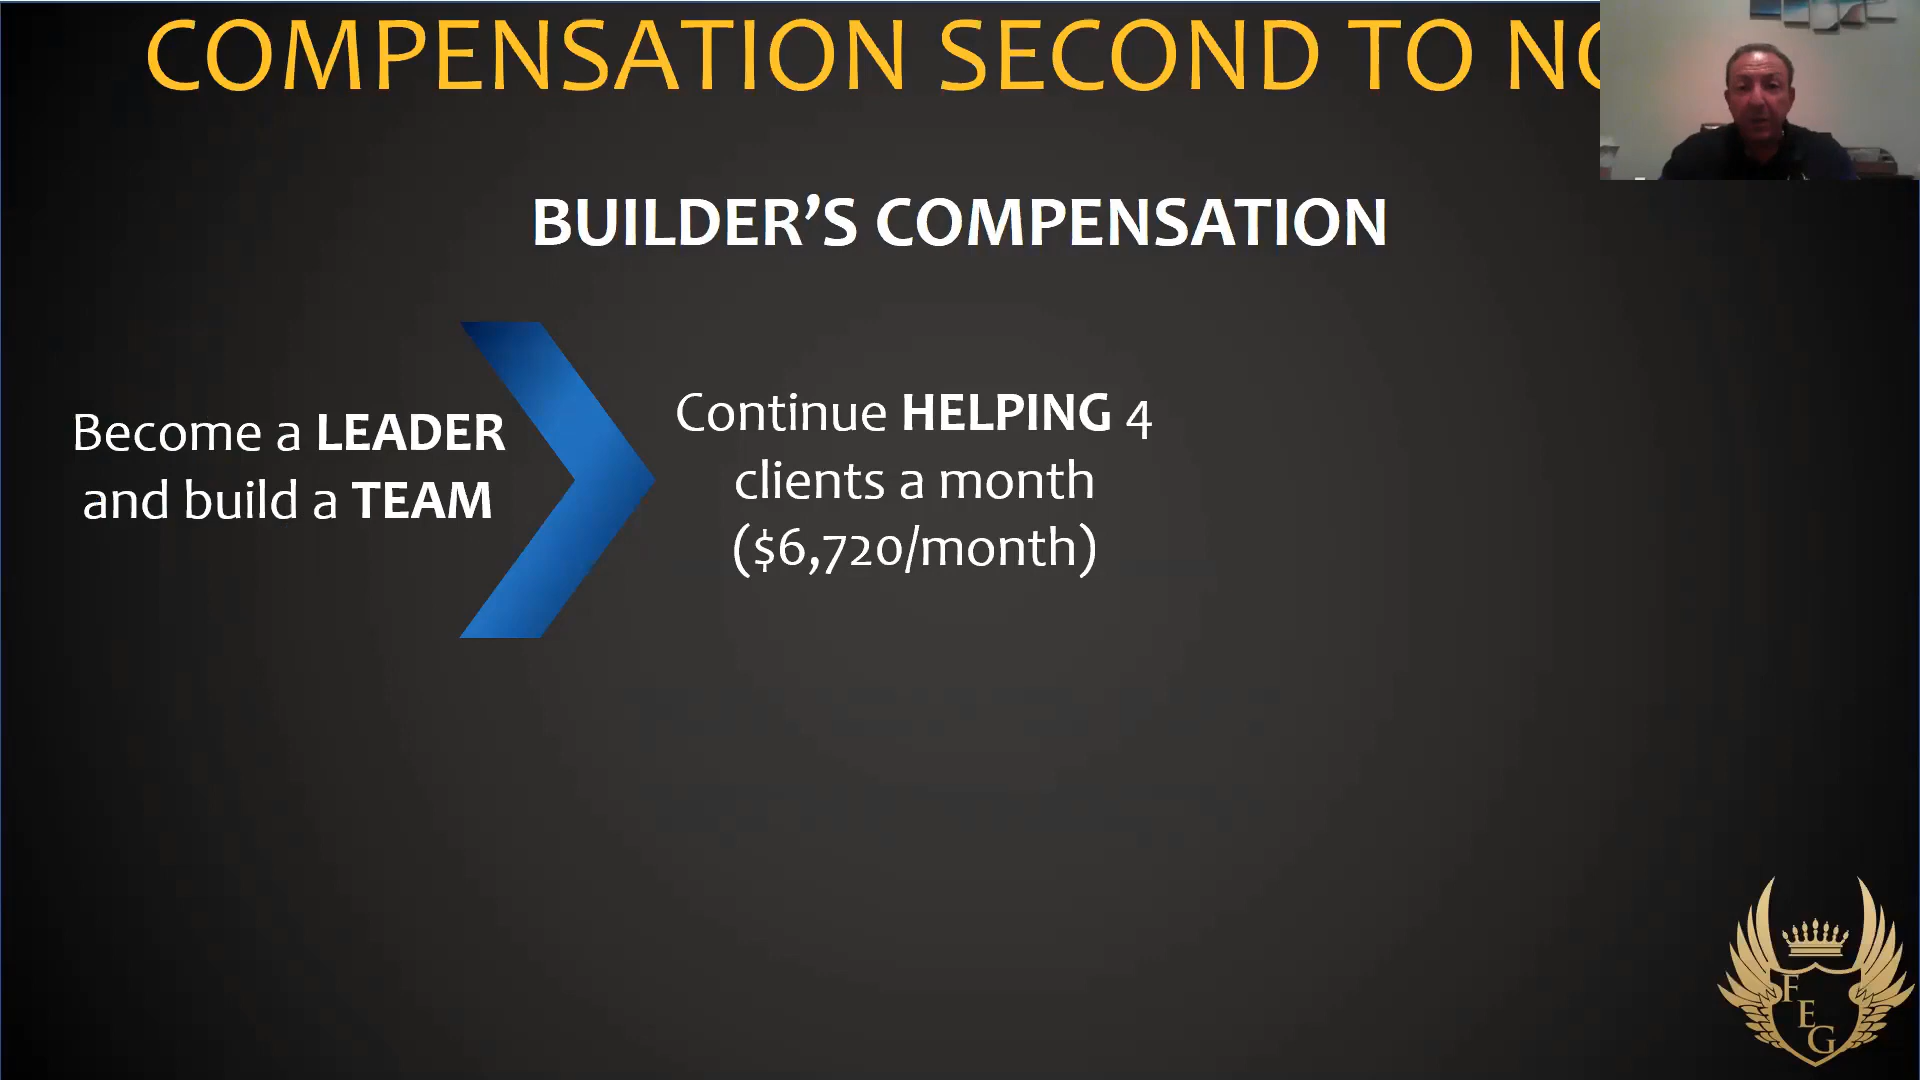 COMPENSATION SECOND TO NO
BUILDER’S COMPENSATION
Become a LEADER
and build a TEAM
Continue HELPING 4
clients a month
($6,720/month)
F
E
G